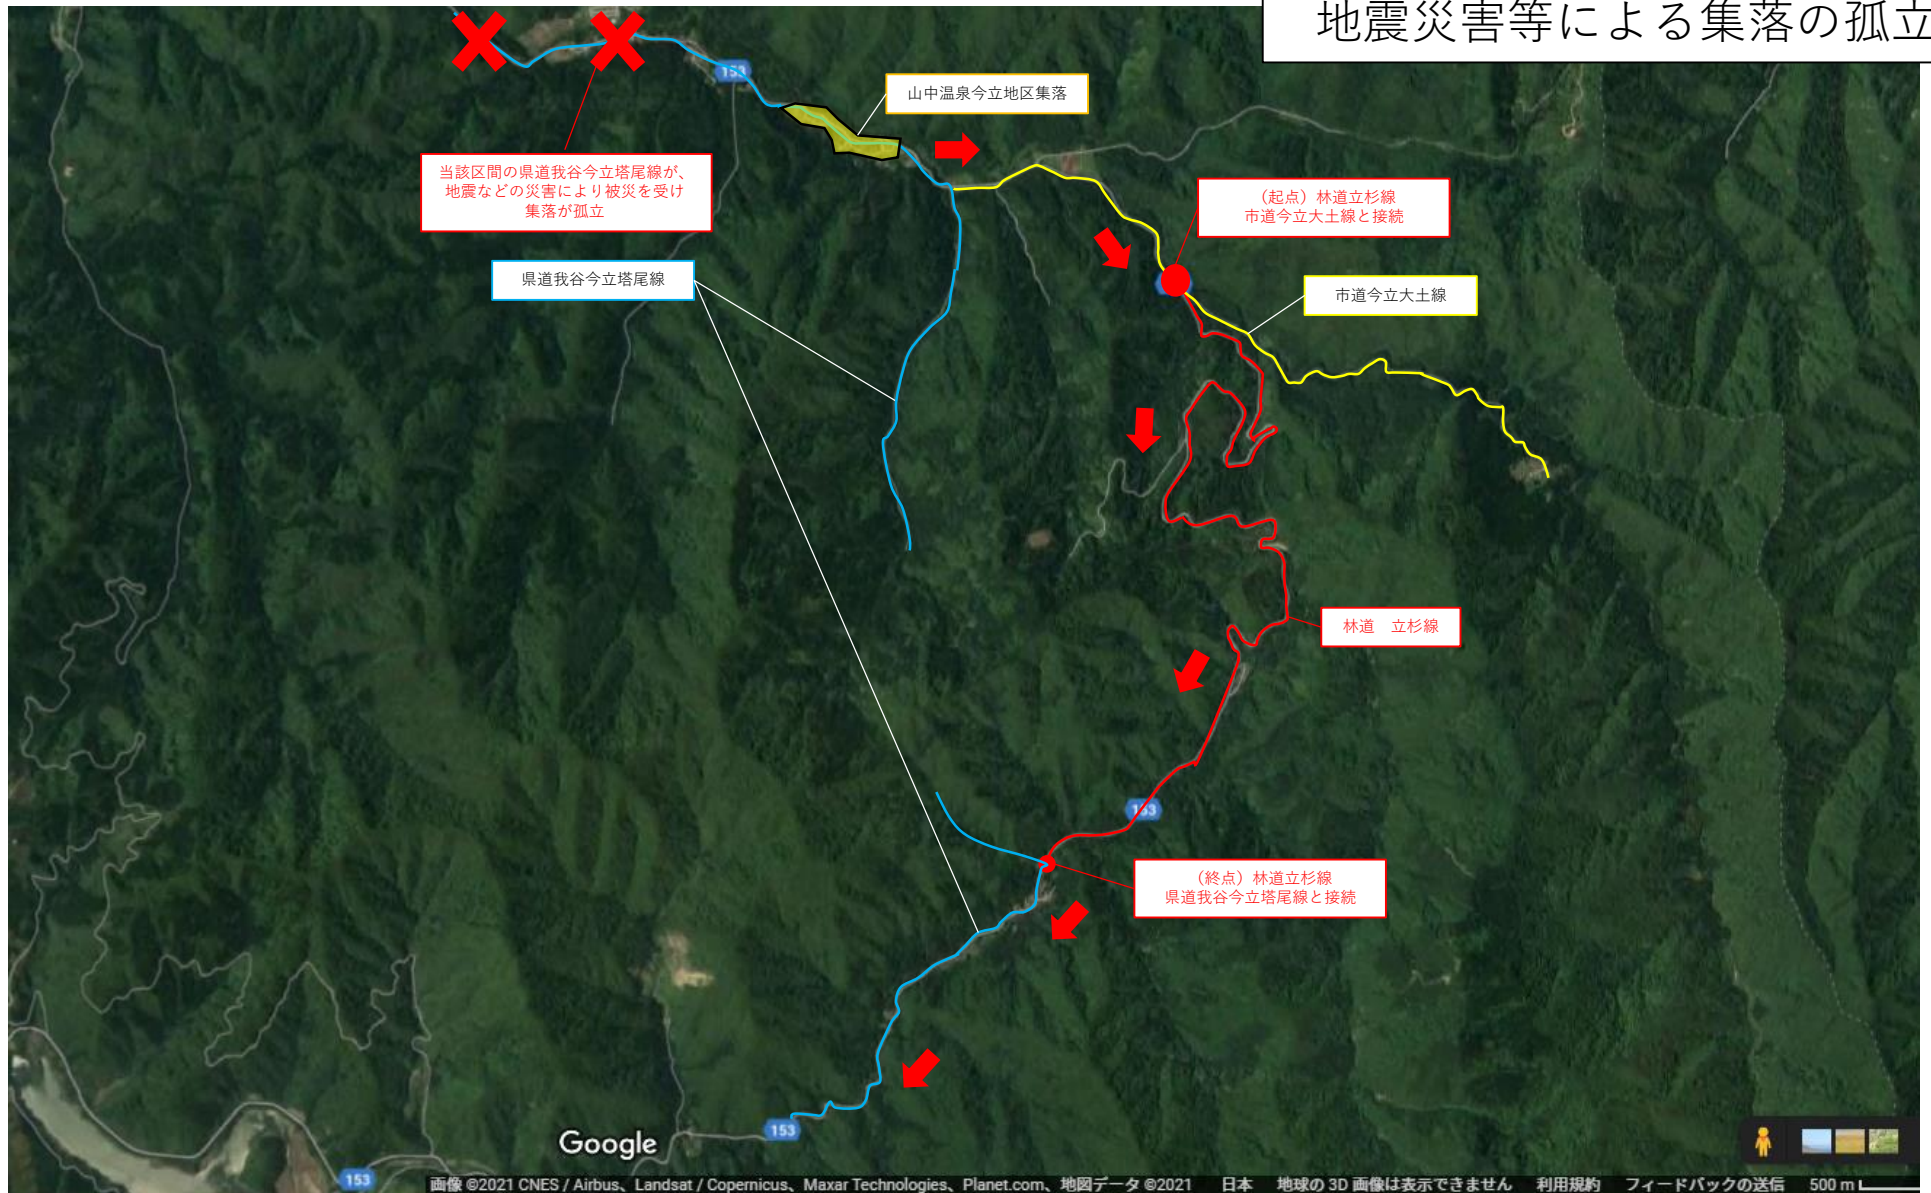 地震災害等による集落の孤立
153
山中温泉今立地区集落
当該区間の県道我谷今立塔尾線が、
地震などの災害により被災を受け
集落が孤立
(起点)林道立杉線
市道今立大土線と接続
県道我谷今立塔尾線
市道今立大土線
林道　立杉線
153
(終点)林道立杉線
県道我谷今立塔尾線と接続
153
Google
153
画像 ©2021 CNES / Airbus、Landsat / Copernicus、Maxar Technologies、Planet.com、地図データ ©2021　日本　地球の 3D 画像は表示できません　利用規約　フィードバックの送信　500 m